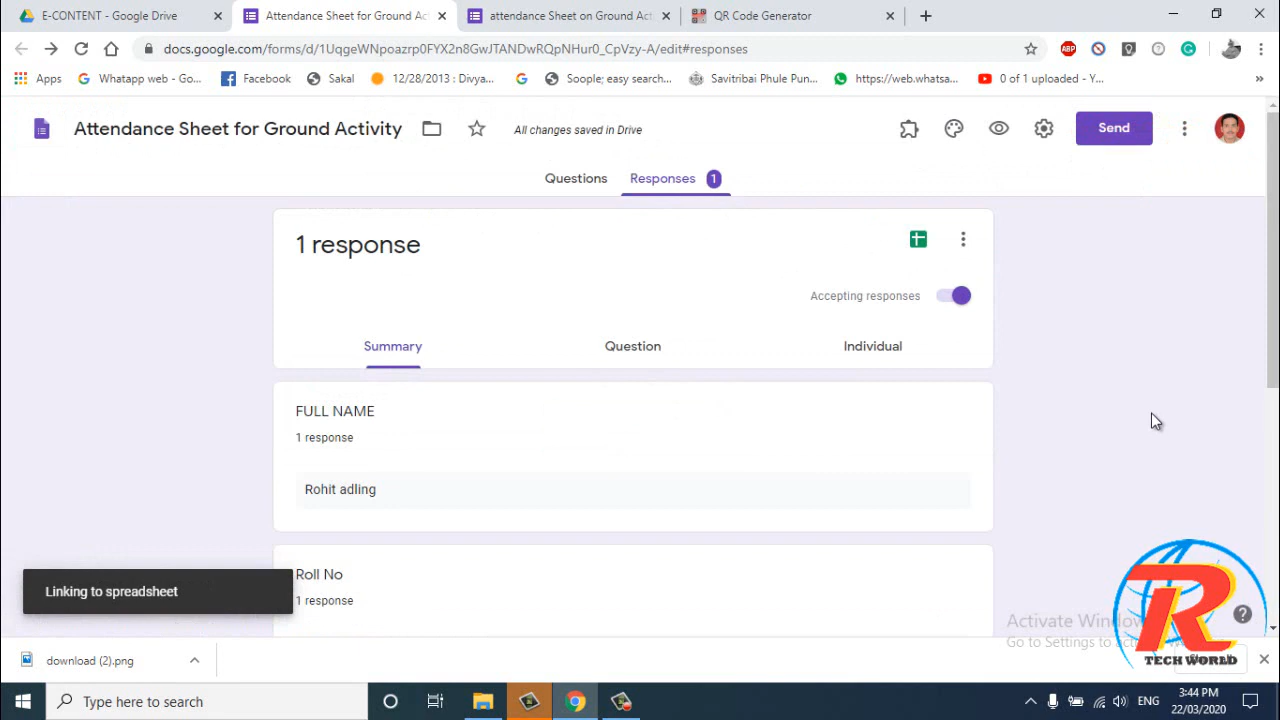 E-CONTENT - Google Drive
Attendance Sheet for Ground Acti
attendance Sheet on Ground Act
QR Code Generator
docs.google.com/forms/d/1UqgeWNpoazrp0FYX2n8GwJTANDwRQpNHur0_CpVzy-A/edit#responses
Apps
Whatapp web - Go...
Facebook
Sakal
12/28/2013 : Divya...
Soople; easy search...
Savitribai Phule Pun...
https://web.whatsa...
0 of 1 uploaded - Y...
Attendance Sheet for Ground Activity
All changes saved in Drive
Send
Questions
Responses 1
1 response
Accepting responses
Summary
Question
Individual
FULL NAME
1 response
Rohit adling
Roll No
1 response
Linking to spreadsheet
Activate Windo
Go to Settings to
TECH WORLD
download (2).png
Type here to search
ENG
3:44 PM
22/03/2020